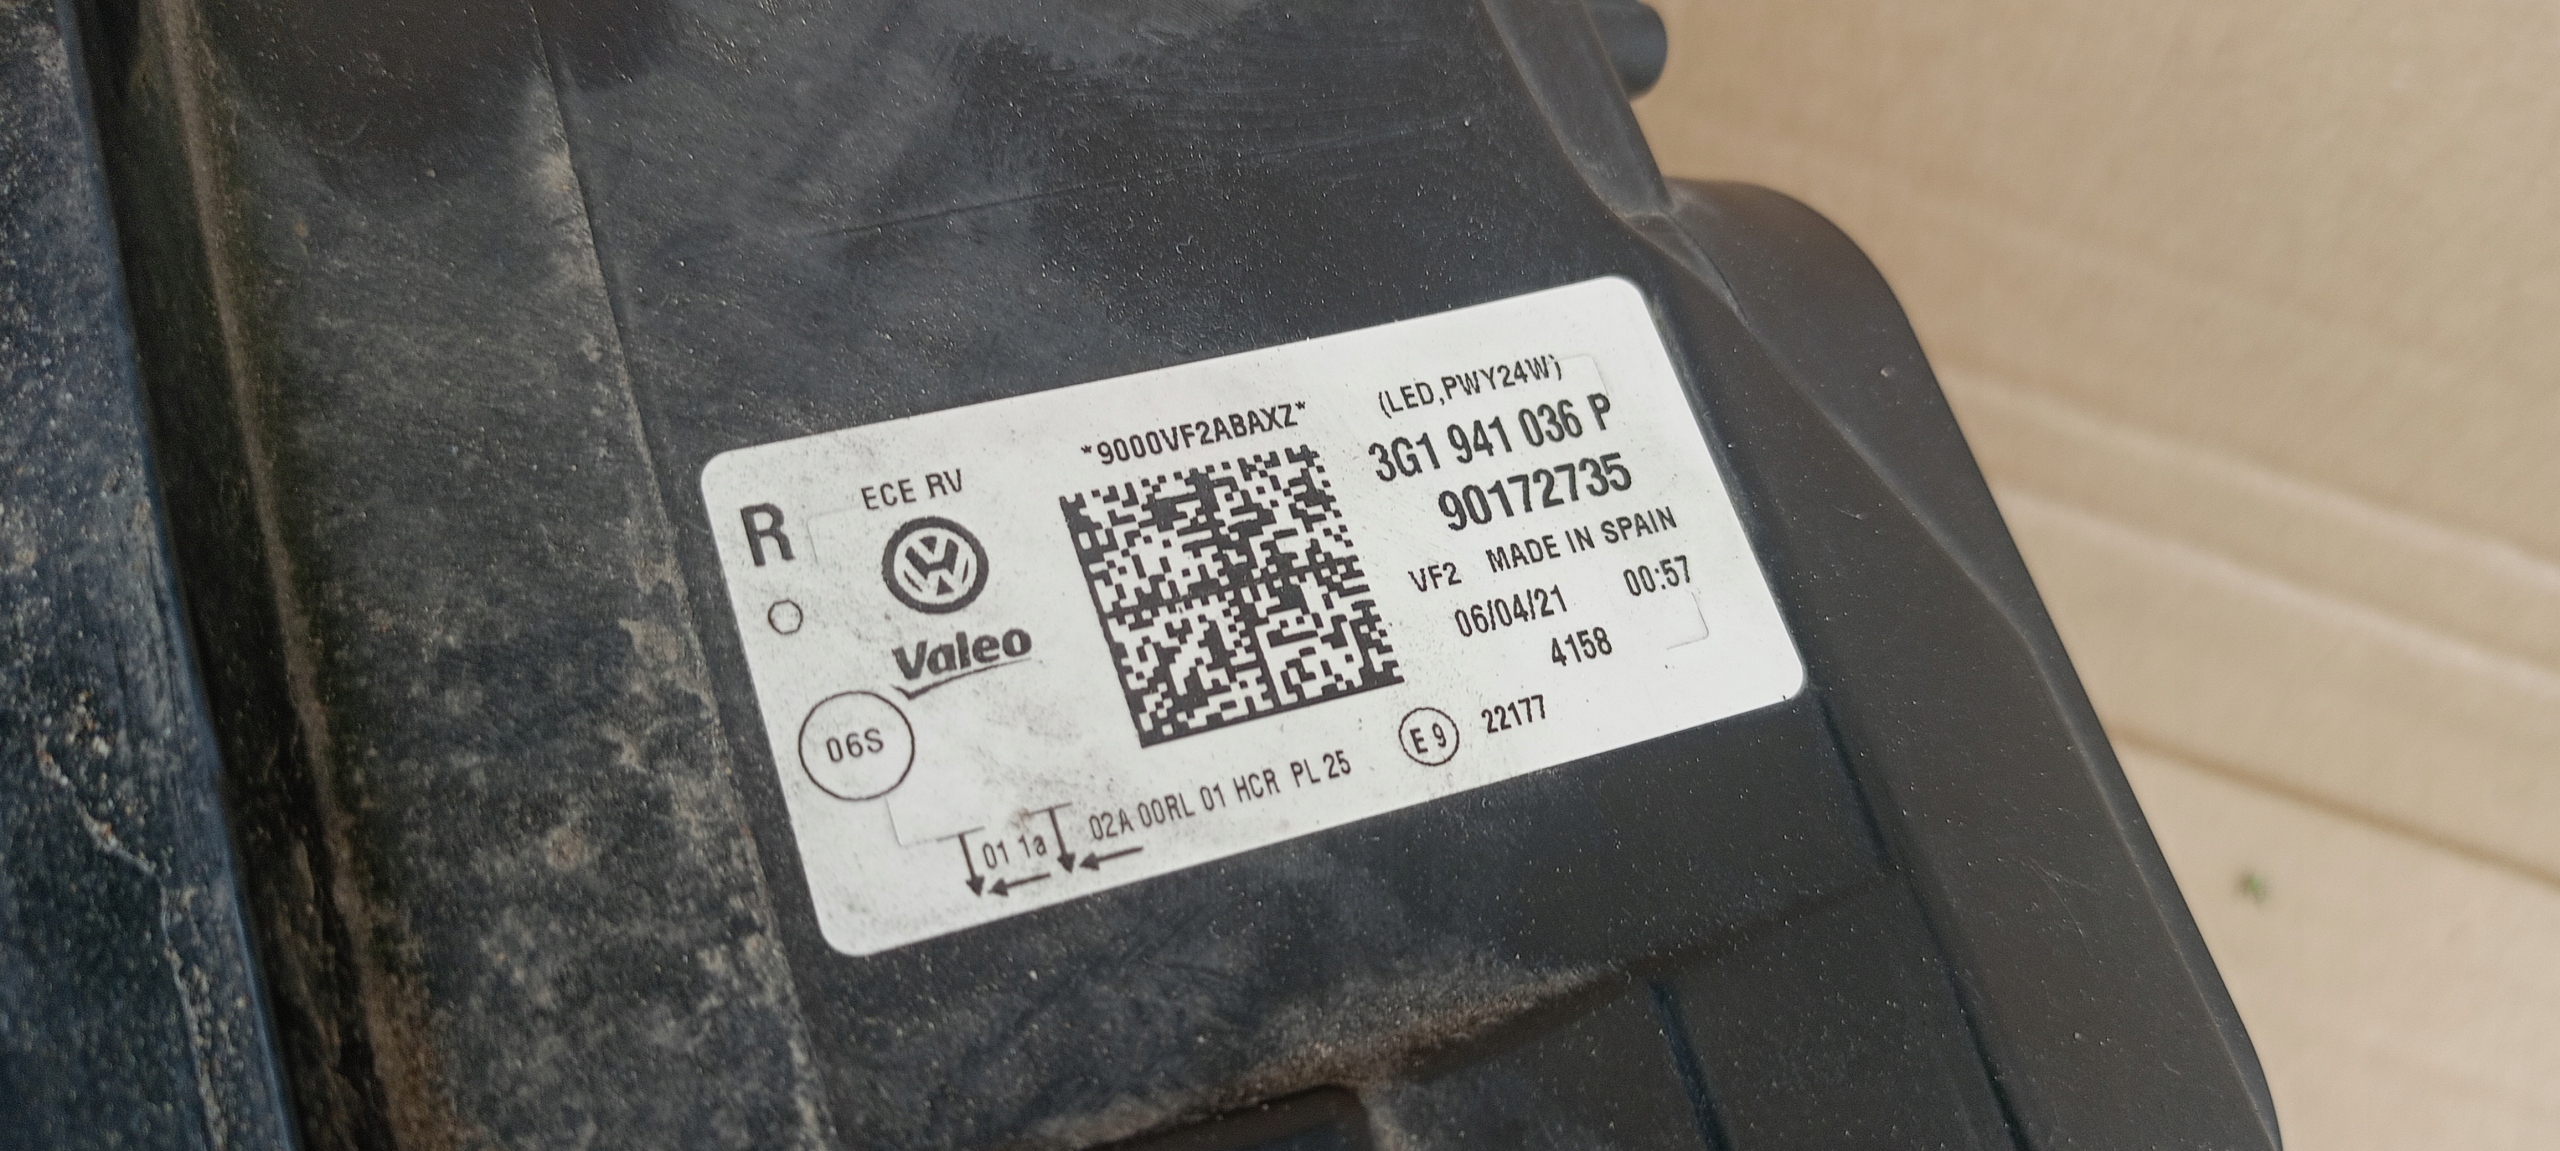 R
ECE RV
Valeo
06S
*9000VF2ABAXZ*
(LED,PWY24W)
3G1 941 036 P
90172735
VF2 MADE IN SPAIN
06/04/21 00:57
4158
E9 22177
01 1a 02A 00RL 01 HCR PL 25